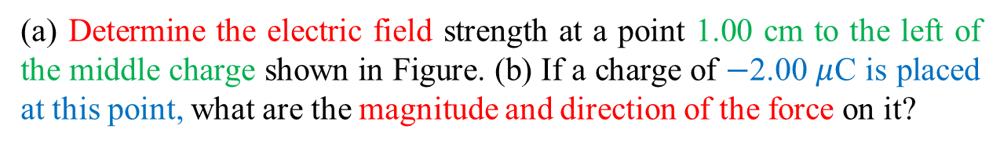 (a) Determine the electric field strength at a point 1.00 cm to the left of
the middle charge shown in Figure. (b) If a charge of −2.00 μC is placed
at this point, what are the magnitude and direction of the force on it?